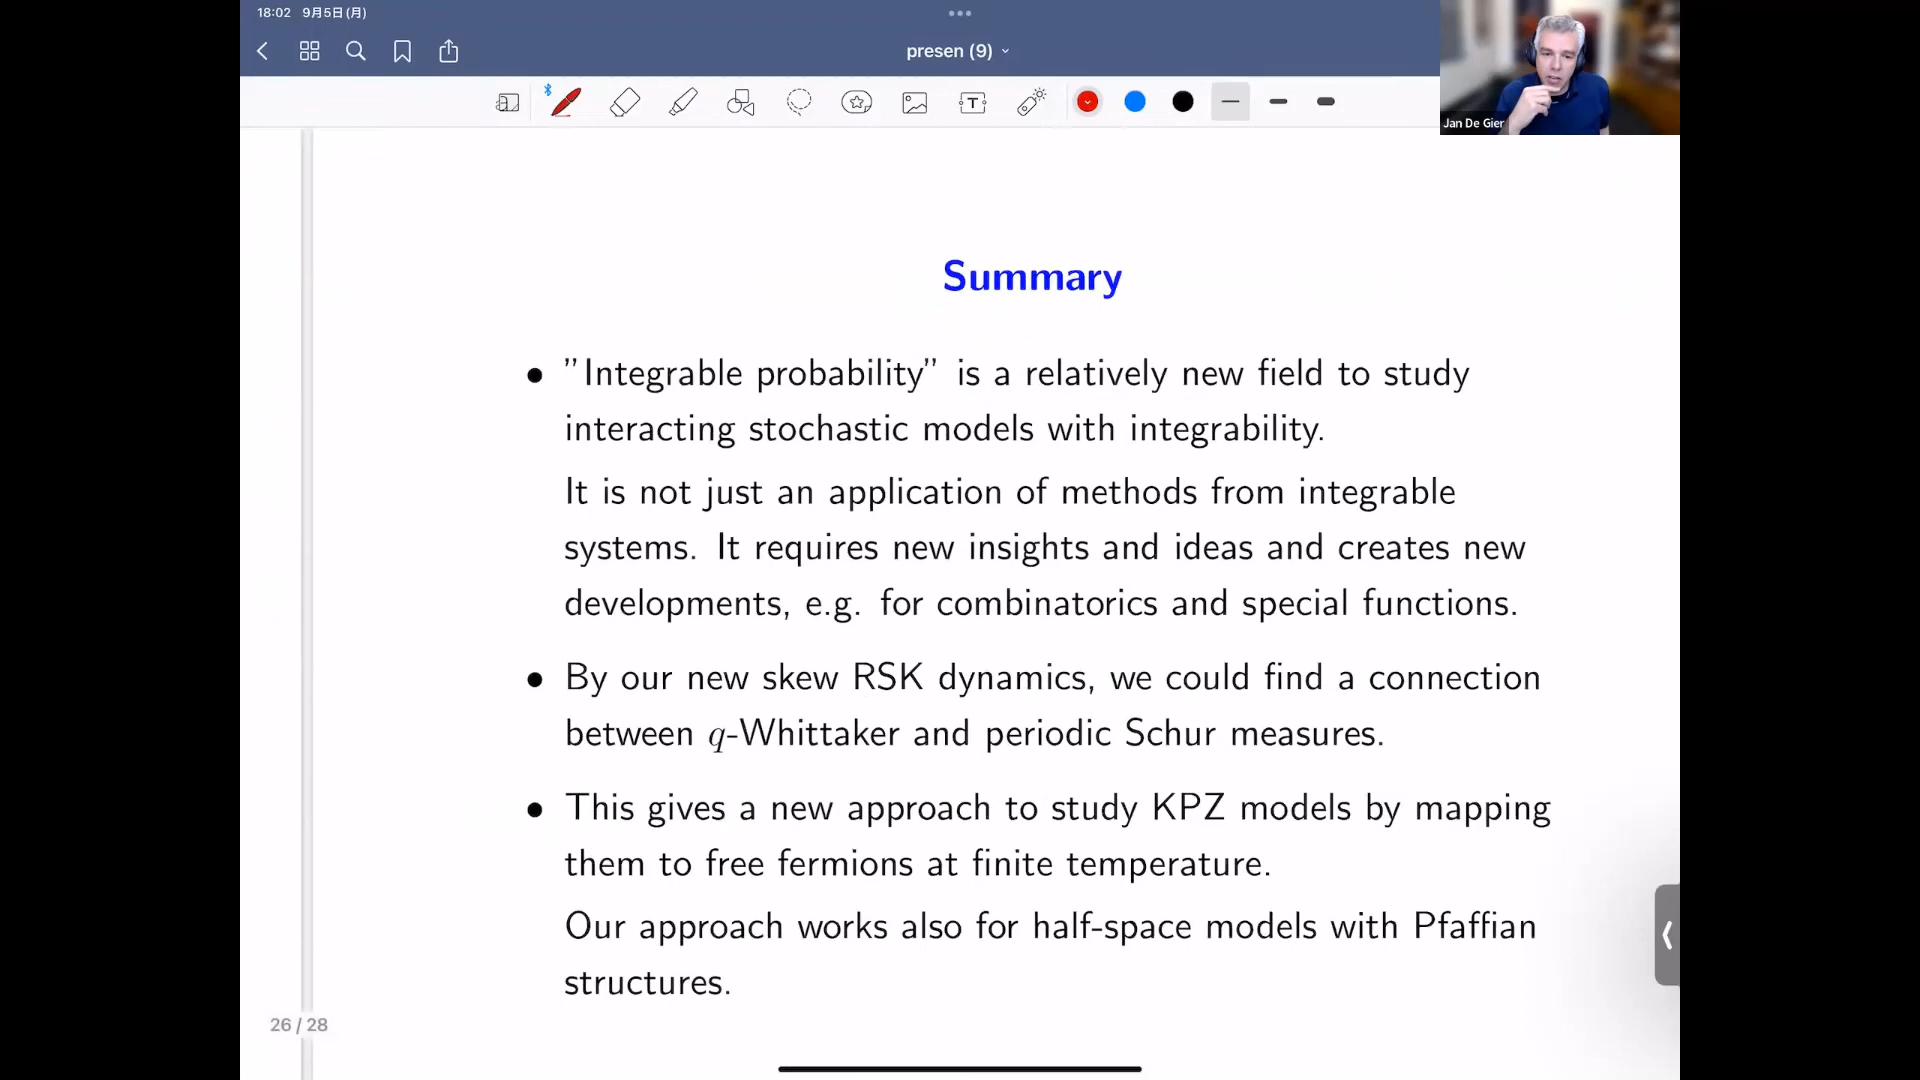 18:02 9月5日(月)
presen (9)
T
Jan De Gier
Summary
• ”Integrable probability” is a relatively new field to study
interacting stochastic models with integrability.
It is not just an application of methods from integrable
systems. It requires new insights and ideas and creates new
developments, e.g. for combinatorics and special functions.
• By our new skew RSK dynamics, we could find a connection
between q-Whittaker and periodic Schur measures.
• This gives a new approach to study KPZ models by mapping
them to free fermions at finite temperature.
Our approach works also for half-space models with Pfaffian
structures.
26 / 28